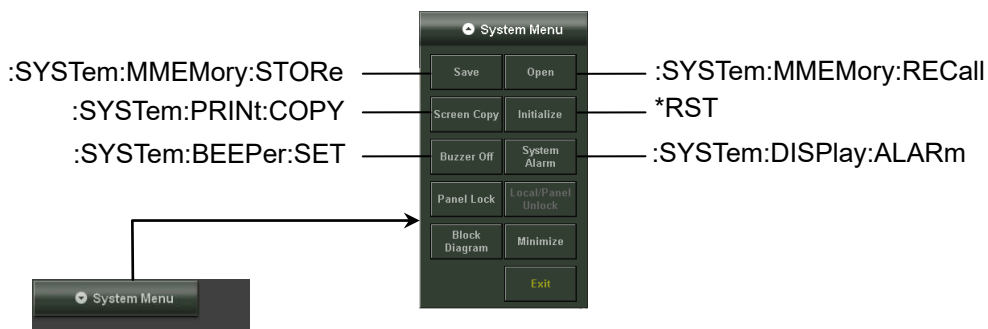 System Menu
:SYSTem:MMEMory:STORe
Save
Open
:SYSTem:MMEMory:RECall
:SYSTem:PRINt:COPY
Screen Copy
Initialize
*RST
:SYSTem:BEEPer:SET
Buzzer Off
System
Alarm
:SYSTem:DISPlay:ALARm
Panel Lock
Local/Panel
Unlock
Block
Diagram
Minimize
Exit
System Menu